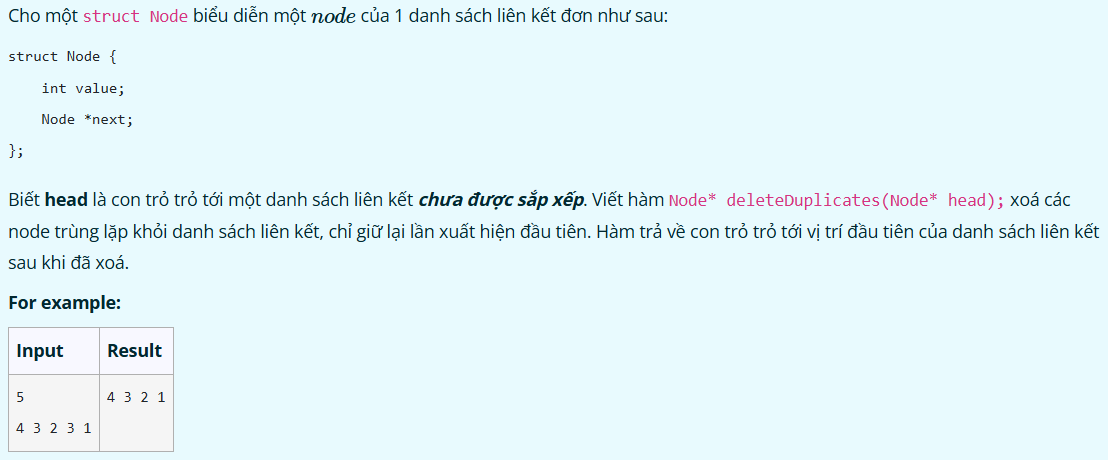 Cho một struct Node biểu diễn một node của 1 danh sách liên kết đơn như sau:
struct Node {
    int value;
    Node *next;
};
Biết head là con trỏ trỏ tới một danh sách liên kết chưa được sắp xếp. Viết hàm Node* deleteDuplicates(Node* head); xoá các
node trùng lặp khỏi danh sách liên kết, chỉ giữ lại lần xuất hiện đầu tiên. Hàm trả về con trỏ trỏ tới vị trí đầu tiên của danh sách liên kết
sau khi đã xoá.
For example:
Input Result
5 4 3 2 1
4 3 2 3 1